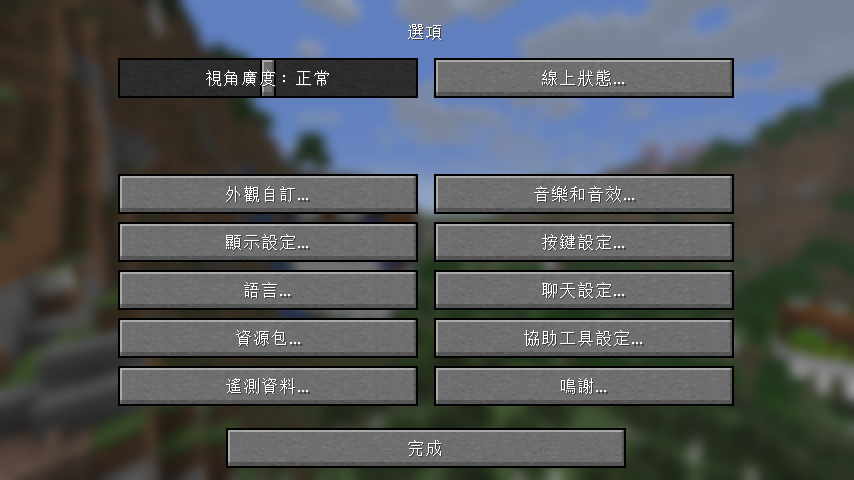 選項
視角廣度：正常
線上狀態...
外觀自訂...
音樂和音效...
顯示設定...
按鍵設定...
語言...
聊天設定...
資源包...
協助工具設定...
遙測資料...
鳴謝...
完成